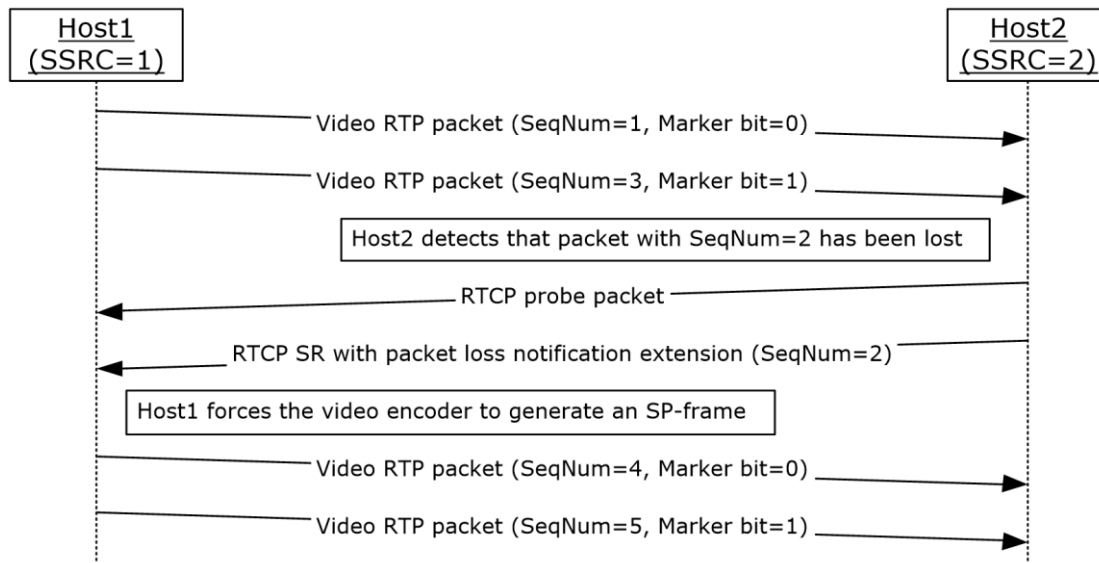 Host1
(SSRC=1)
Host2
(SSRC=2)
Video RTP packet (SeqNum=1, Marker bit=0)
Video RTP packet (SeqNum=3, Marker bit=1)
Host2 detects that packet with SeqNum=2 has been lost
RTCP probe packet
RTCP SR with packet loss notification extension (SeqNum=2)
Host1 forces the video encoder to generate an SP-frame
Video RTP packet (SeqNum=4, Marker bit=0)
Video RTP packet (SeqNum=5, Marker bit=1)